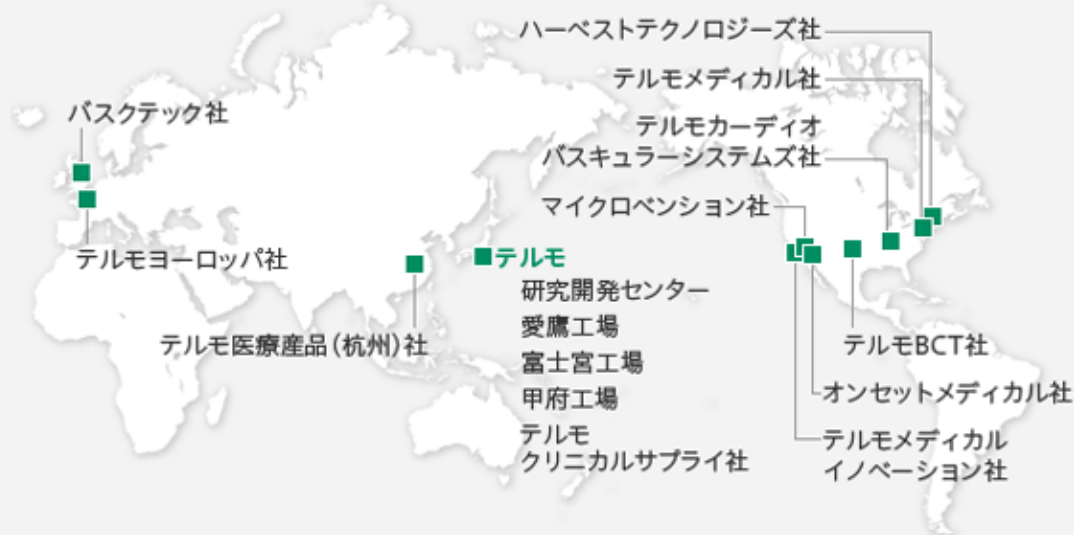 ハーベストテクノロジーズ社
テルモメディカル社
バスクテック社
テルモカーディオ
バスキュラーシステムズ社
マイクロベンション社
テルモヨーロッパ社
テルモ
研究開発センター
愛鷹工場
富士宮工場
甲府工場
テルモ
クリニカルサプライ社
テルモ医療産品(杭州)社
テルモBCT社
オンセットメディカル社
テルモメディカル
イノベーション社